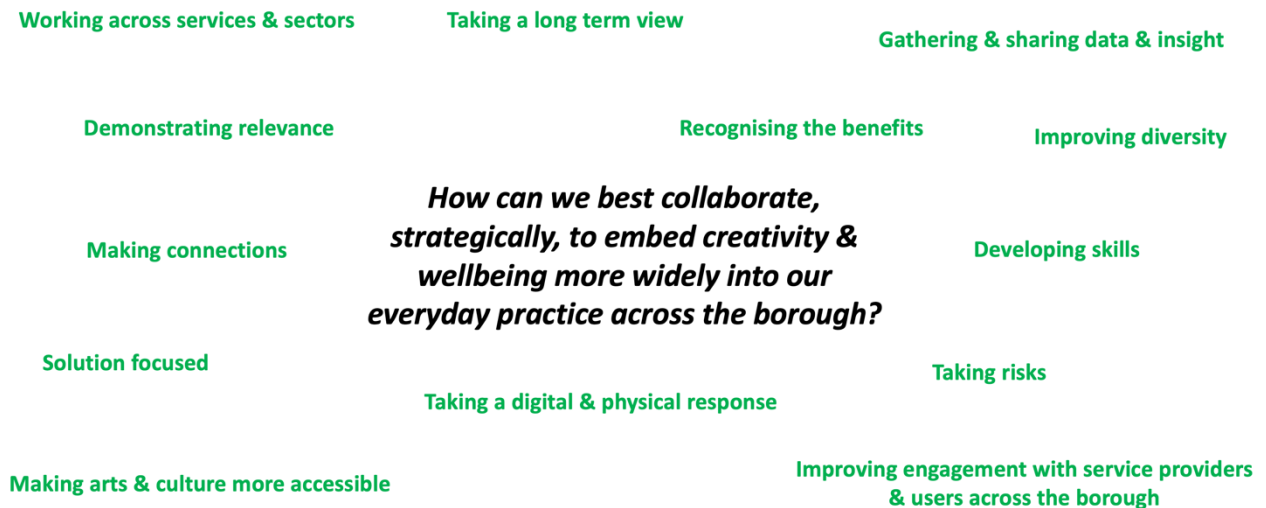 Working across services & sectors
Taking a long term view
Gathering & sharing data & insight
Demonstrating relevance
Recognising the benefits
Improving diversity
How can we best collaborate,
strategically, to embed creativity &
wellbeing more widely into our
everyday practice across the borough?
Making connections
Developing skills
Solution focused
Taking risks
Taking a digital & physical response
Making arts & culture more accessible
Improving engagement with service providers
& users across the borough